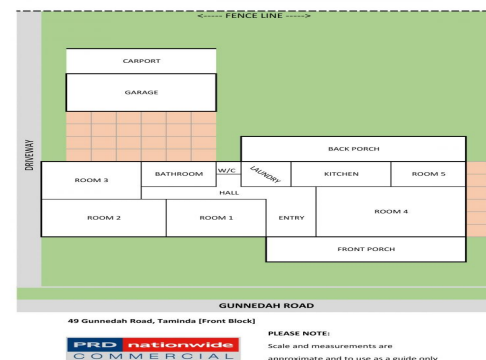 <----- FENCE LINE ----->
CARPORT
GARAGE
DRIVEWAY
BACK PORCH
ROOM 3
BATHROOM
W/C
LAUNDRY
KITCHEN
ROOM 5
HALL
ROOM 2
ROOM 1
ENTRY
ROOM 4
FRONT PORCH
GUNNEDAH ROAD
49 Gunnedah Road, Taminda [Front Block]
PRD nationwide
COMMERCIAL
PLEASE NOTE:
Scale and measurements are
approximate and to use as a guide only